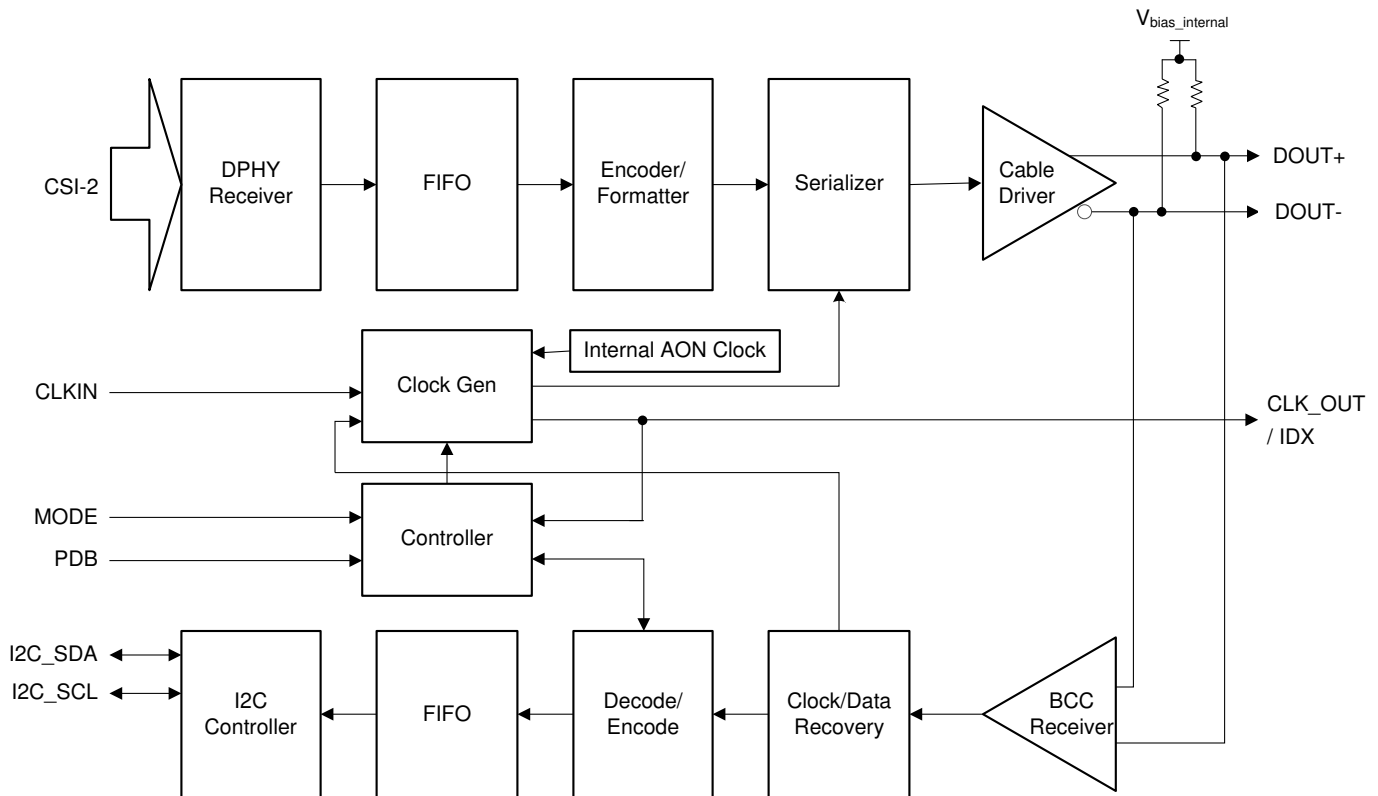 V_bias_internal
CSI-2
DPHY
Receiver
FIFO
Encoder/
Formatter
Serializer
Cable
Driver
DOUT+
DOUT-
Internal AON Clock
Clock Gen
CLKIN
CLK_OUT
/ IDX
MODE
PDB
Controller
I2C_SDA
I2C_SCL
I2C
Controller
FIFO
Decode/
Encode
Clock/Data
Recovery
BCC
Receiver